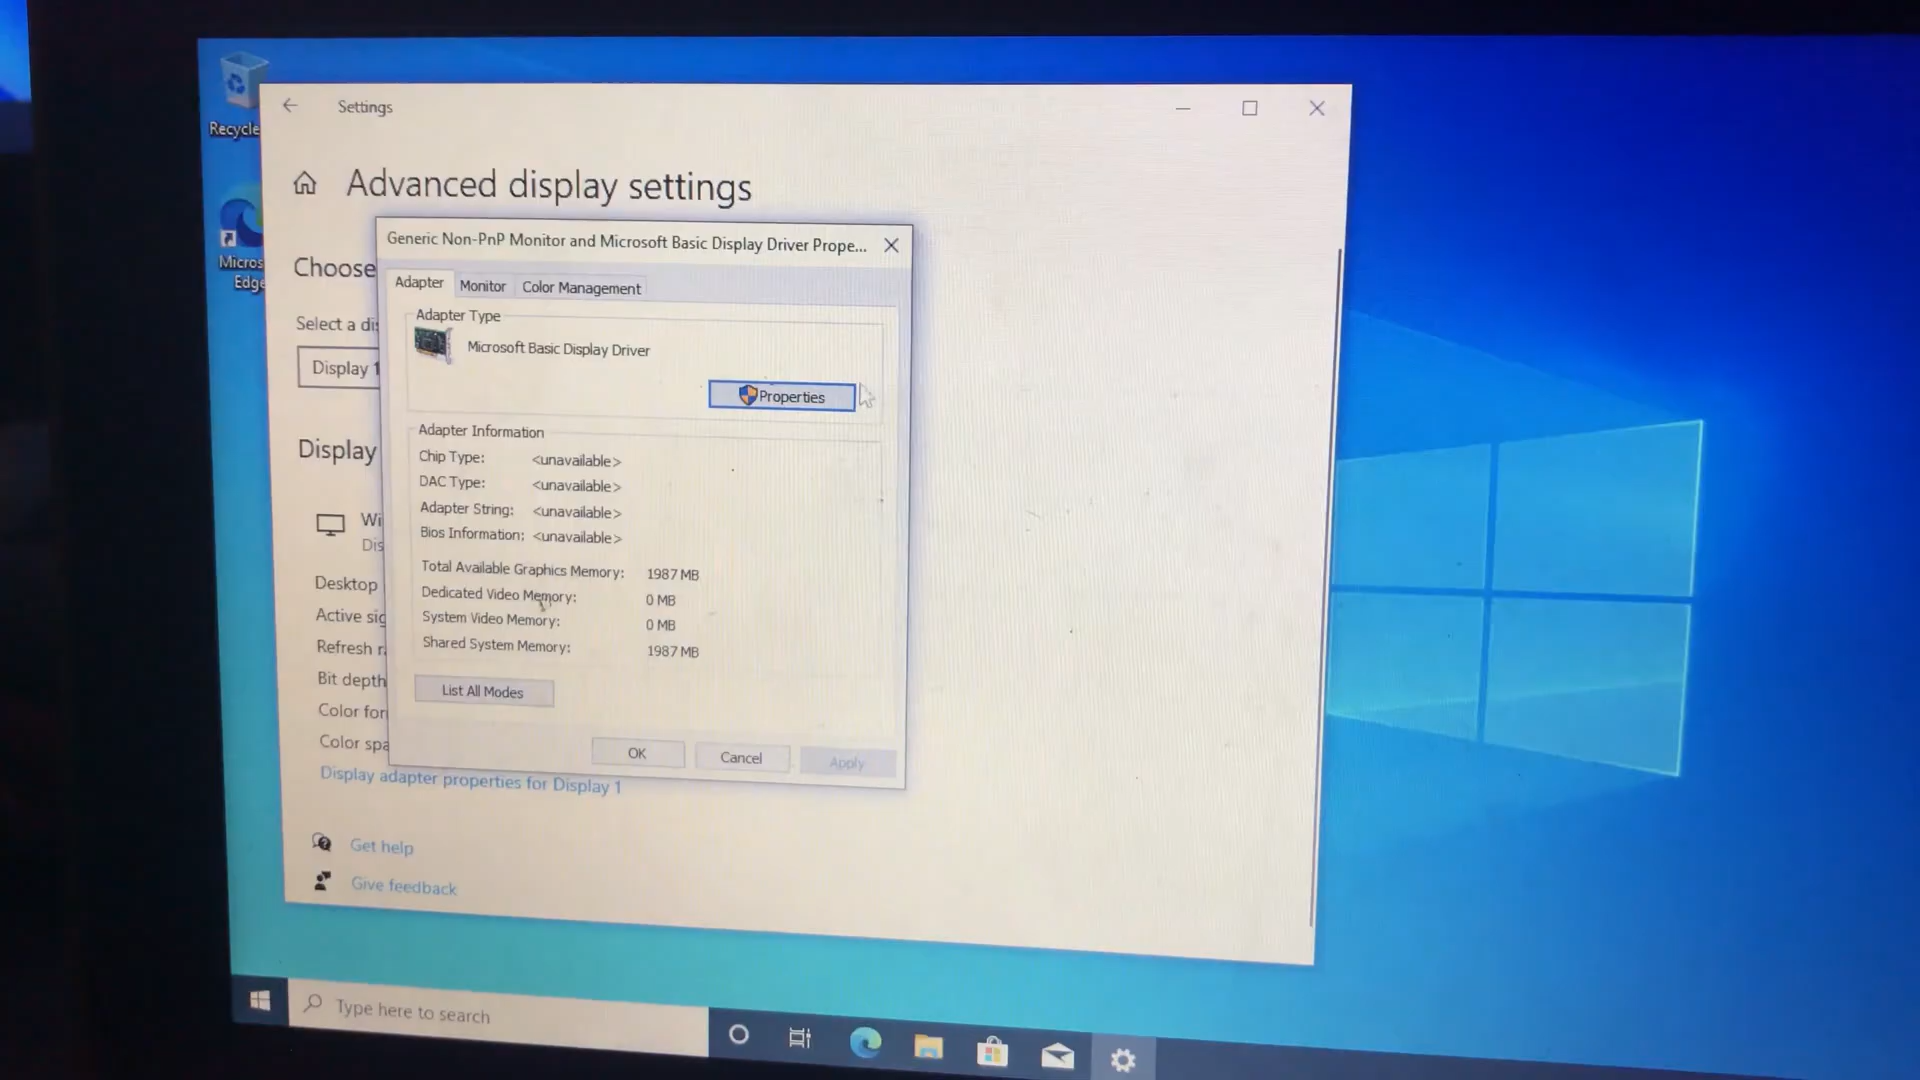 Recycle
Settings
Advanced display settings
Micros
Edge
Choose
Select a di
Display 1
Display
Wi
Dis
Desktop
Active sig
Refresh ra
Bit depth
Color for
Color spa
Display adapter properties for Display 1
Get help
Give feedback
Generic Non-PnP Monitor and Microsoft Basic Display Driver Prope...
Adapter Monitor Color Management
Adapter Type
Microsoft Basic Display Driver
Properties
Adapter Information
Chip Type: <unavailable>
DAC Type: <unavailable>
Adapter String: <unavailable>
Bios Information: <unavailable>
Total Available Graphics Memory: 1987 MB
Dedicated Video Memory: 0 MB
System Video Memory: 0 MB
Shared System Memory: 1987 MB
List All Modes
OK Cancel Apply
Type here to search